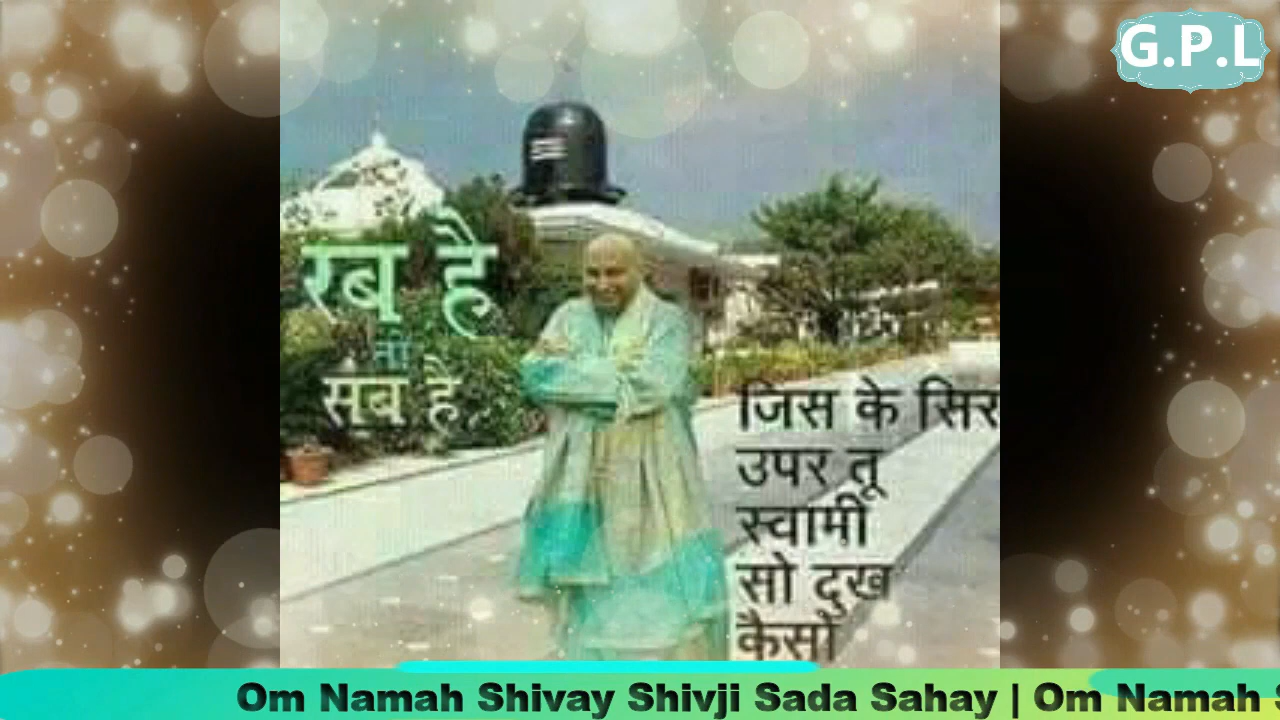 G.P.L
रब है
तो
सब है
जिस के सिर
उपर तू
स्वामी
सो दुख
कैसो
Om Namah Shivay Shivji Sada Sahay | Om Namah S